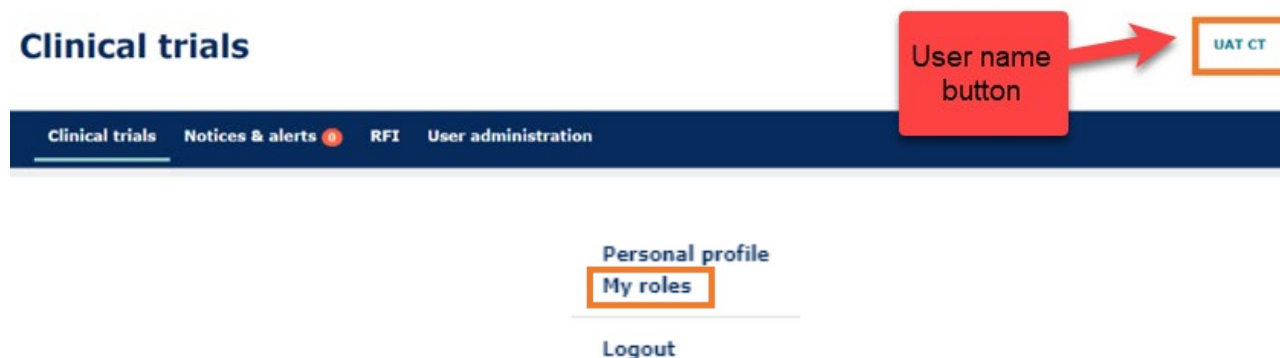 Clinical trials
User name
button
UAT CT
Clinical trials Notices & alerts 0 RFI User administration
Personal profile
My roles
Logout